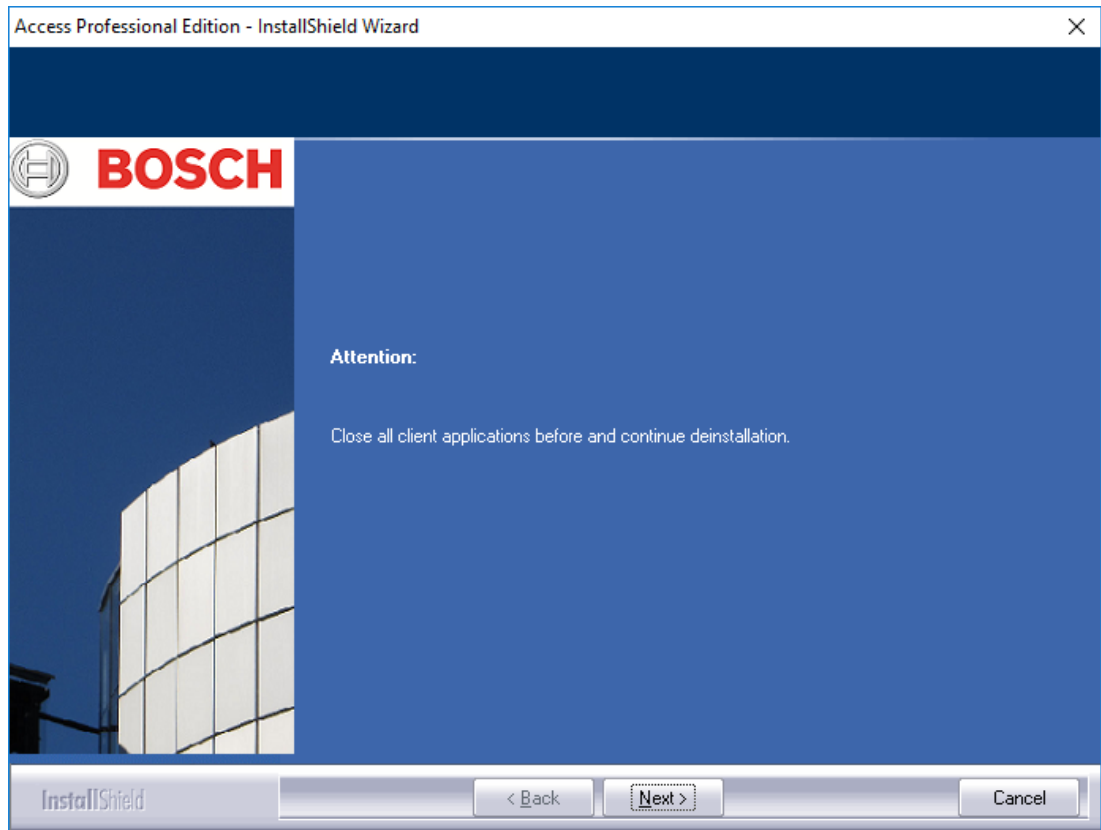 Access Professional Edition - InstallShield Wizard
BOSCH
Attention:
Close all client applications before and continue deinstallation.
InstallShield
< Back
Next >
Cancel